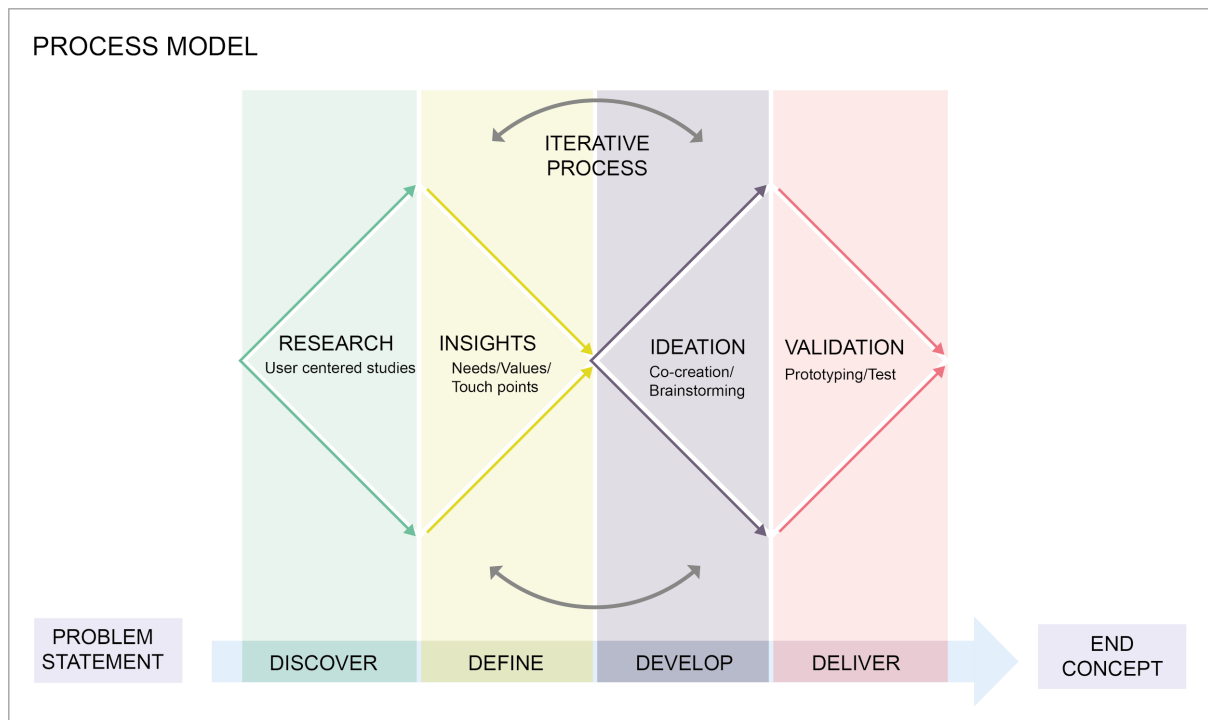 PROCESS MODEL
ITERATIVE
PROCESS
RESEARCH
User centered studies
INSIGHTS
Needs/Values/
Touch points
IDEATION
Co-creation/
Brainstorming
VALIDATION
Prototyping/Test
PROBLEM
STATEMENT
DISCOVER
DEFINE
DEVELOP
DELIVER
END
CONCEPT